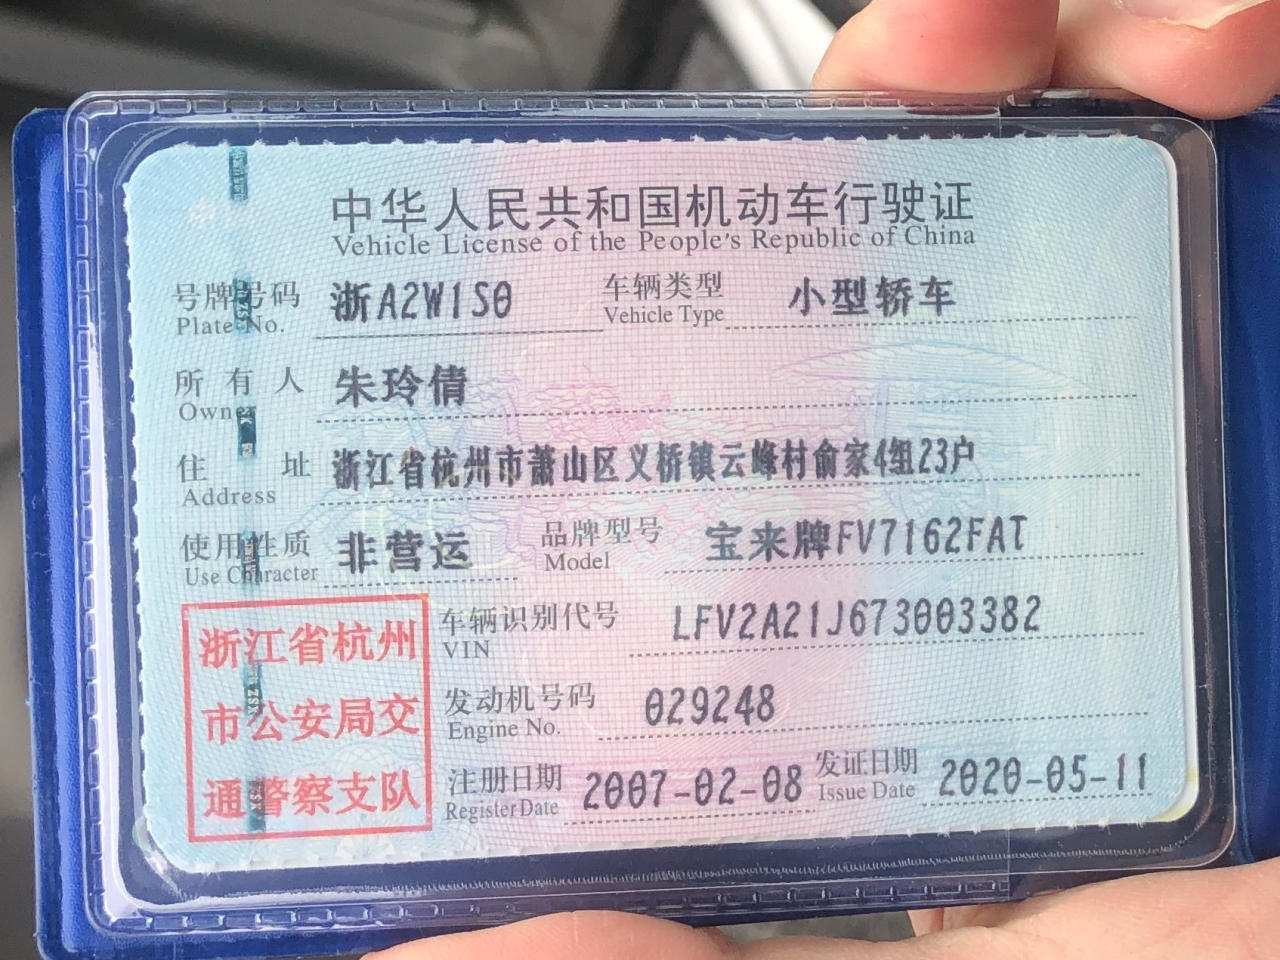 中华人民共和国机动车行驶证
Vehicle License of the People's Republic of China
号牌号码 浙A2W1S0 车辆类型 小型轿车
Plate No. Vehicle Type
所有人 朱玲倩
Owner
住址 浙江省杭州市萧山区义桥镇云峰村俞家4组23户
Address
使用性质 非营运 品牌型号 宝来牌FV7162FAT
Use Character Model
车辆识别代号 LFV2A21J673003382
VIN
发动机号码 029248
Engine No.
注册日期 2007-02-08 发证日期 2020-05-11
Register Date Issue Date
浙江省杭州
市公安局交
通警察支队